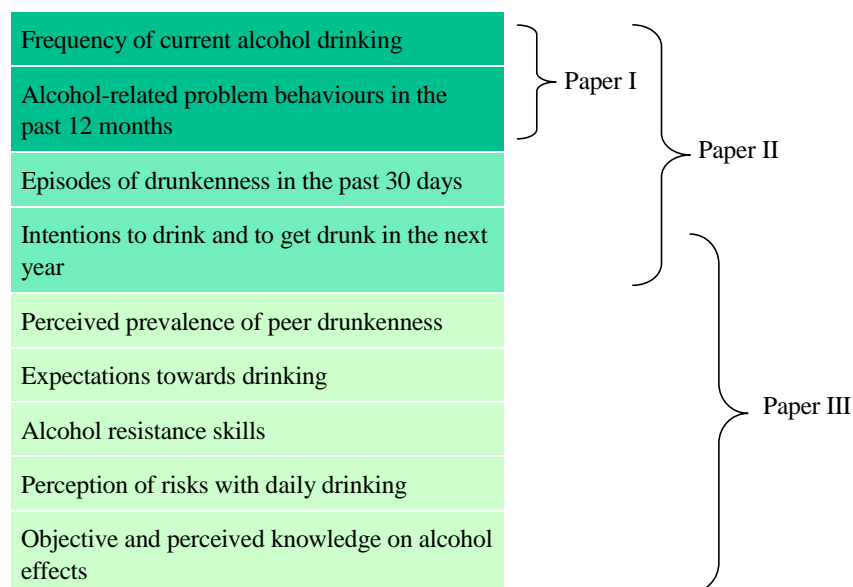 Frequency of current alcohol drinking
Alcohol-related problem behaviours in the
past 12 months
Paper I
Episodes of drunkenness in the past 30 days
Paper II
Intentions to drink and to get drunk in the next
year
Perceived prevalence of peer drunkenness
Expectations towards drinking
Paper III
Alcohol resistance skills
Perception of risks with daily drinking
Objective and perceived knowledge on alcohol
effects